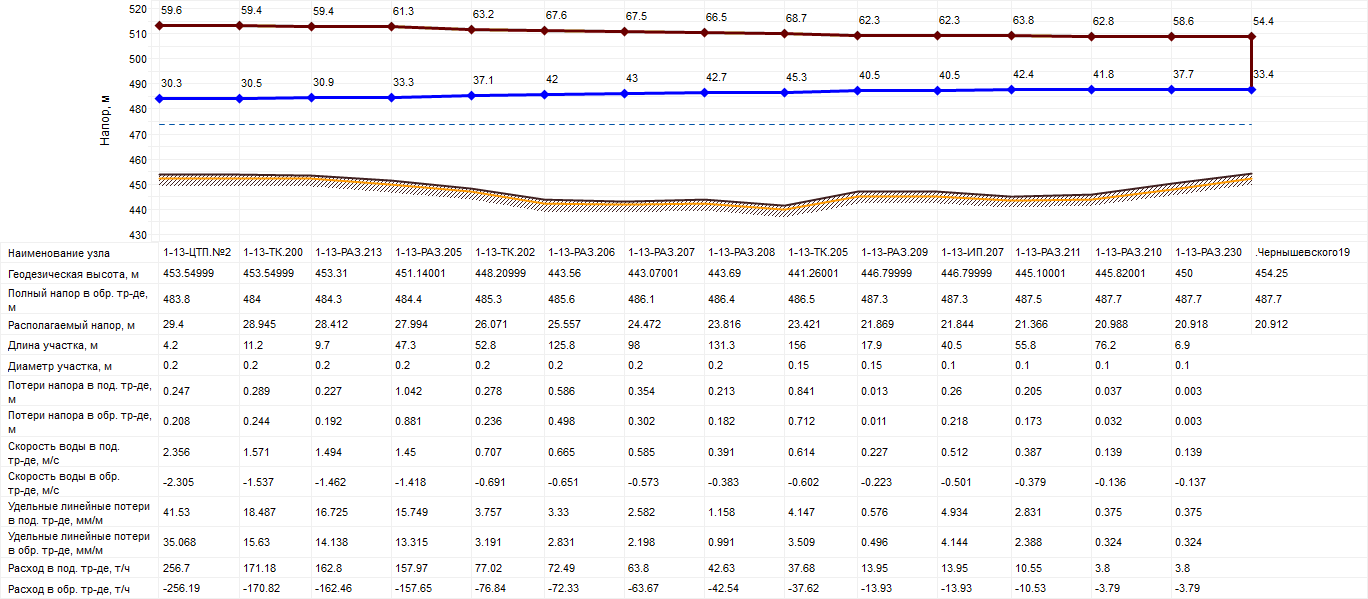 520
59.6 59.4 59.4 61.3 63.2 67.6 67.5 66.5 68.7 62.3 62.3 63.8 62.8 58.6 54.4
510
500
490
30.3 30.5 30.9 33.3 37.1 42 43 42.7 45.3 40.5 40.5 42.4 41.8 37.7 33.4
480
470
460
450
440
430
Напор, м
Наименование узла 1-13-ЦТП.№2 1-13-ТК.200 1-13-РАЗ.213 1-13-РАЗ.205 1-13-ТК.202 1-13-РАЗ.206 1-13-РАЗ.207 1-13-РАЗ.208 1-13-ТК.205 1-13-РАЗ.209 1-13-ИП.207 1-13-РАЗ.211 1-13-РАЗ.210 1-13-РАЗ.230 .Чернышевского19
Геодезическая высота, м 453.54999 453.54999 453.31 451.14001 448.20999 443.56 443.07001 443.69 441.26001 446.79999 446.79999 445.10001 445.82001 450 454.25
Полный напор в обр. тр-де,
м
483.8 484 484.3 484.4 485.3 485.6 486.1 486.4 486.5 487.3 487.3 487.5 487.7 487.7 487.7
Располагаемый напор, м 29.4 28.945 28.412 27.994 26.071 25.557 24.472 23.816 23.421 21.869 21.844 21.366 20.988 20.918 20.912
Длина участка, м 4.2 11.2 9.7 47.3 52.8 125.8 98 131.3 156 17.9 40.5 55.8 76.2 6.9
Диаметр участка, м 0.2 0.2 0.2 0.2 0.2 0.2 0.2 0.2 0.15 0.15 0.1 0.1 0.1 0.1
Потери напора в под. тр-де,
м
0.247 0.289 0.227 1.042 0.278 0.586 0.354 0.213 0.841 0.013 0.26 0.205 0.037 0.003
Потери напора в обр. тр-де,
м
0.208 0.244 0.192 0.881 0.236 0.498 0.302 0.182 0.712 0.011 0.218 0.173 0.032 0.003
Скорость воды в под.
тр-де, м/с
2.356 1.571 1.494 1.45 0.707 0.665 0.585 0.391 0.614 0.227 0.512 0.387 0.139 0.139
Скорость воды в обр.
тр-де, м/с
-2.305 -1.537 -1.462 -1.418 -0.691 -0.651 -0.573 -0.383 -0.602 -0.223 -0.501 -0.379 -0.136 -0.137
Удельные линейные потери
в под. тр-де, мм/м
41.53 18.487 16.725 15.749 3.757 3.33 2.582 1.158 4.147 0.576 4.934 2.831 0.375 0.375
Удельные линейные потери
в обр. тр-де, мм/м
35.068 15.63 14.138 13.315 3.191 2.831 2.198 0.991 3.509 0.496 4.144 2.388 0.324 0.324
Расход в под. тр-де, т/ч 256.7 171.18 162.8 157.97 77.02 72.49 63.8 42.63 37.68 13.95 13.95 10.55 3.8 3.8
Расход в обр. тр-де, т/ч -256.19 -170.82 -162.46 -157.65 -76.84 -72.33 -63.67 -42.54 -37.62 -13.93 -13.93 -10.53 -3.79 -3.79